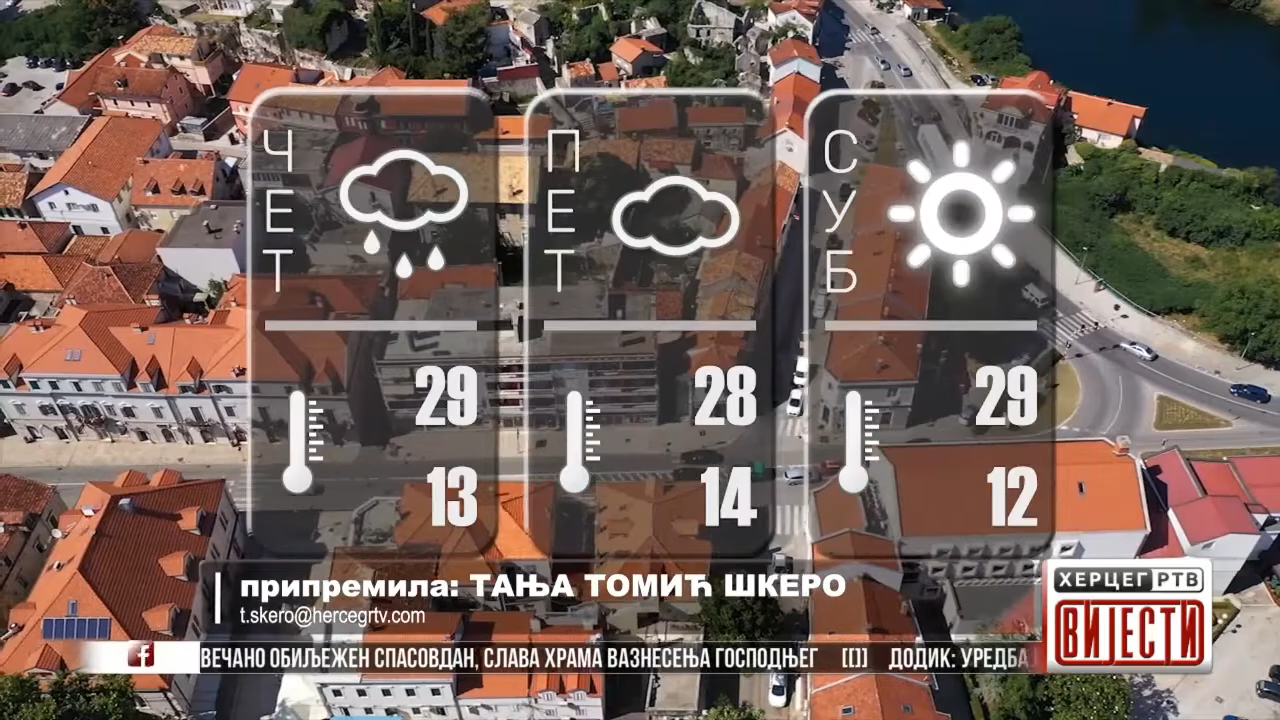 ЧЕТ
29
13
ПЕТ
28
14
СУБ
29
12
припремила: ТАЊА ТОМИЋ ШКЕРО
t.skero@hercegrtv.com
ХЕРЦЕГ РТВ
ВИЈЕСТИ
f
ВЕЧАНО ОБИЉЕЖЕН СПАСОВДАН, СЛАВА ХРАМА ВАЗНЕСЕЊА ГОСПОДЊЕГ [[]] ДОДИК: УРЕДБА